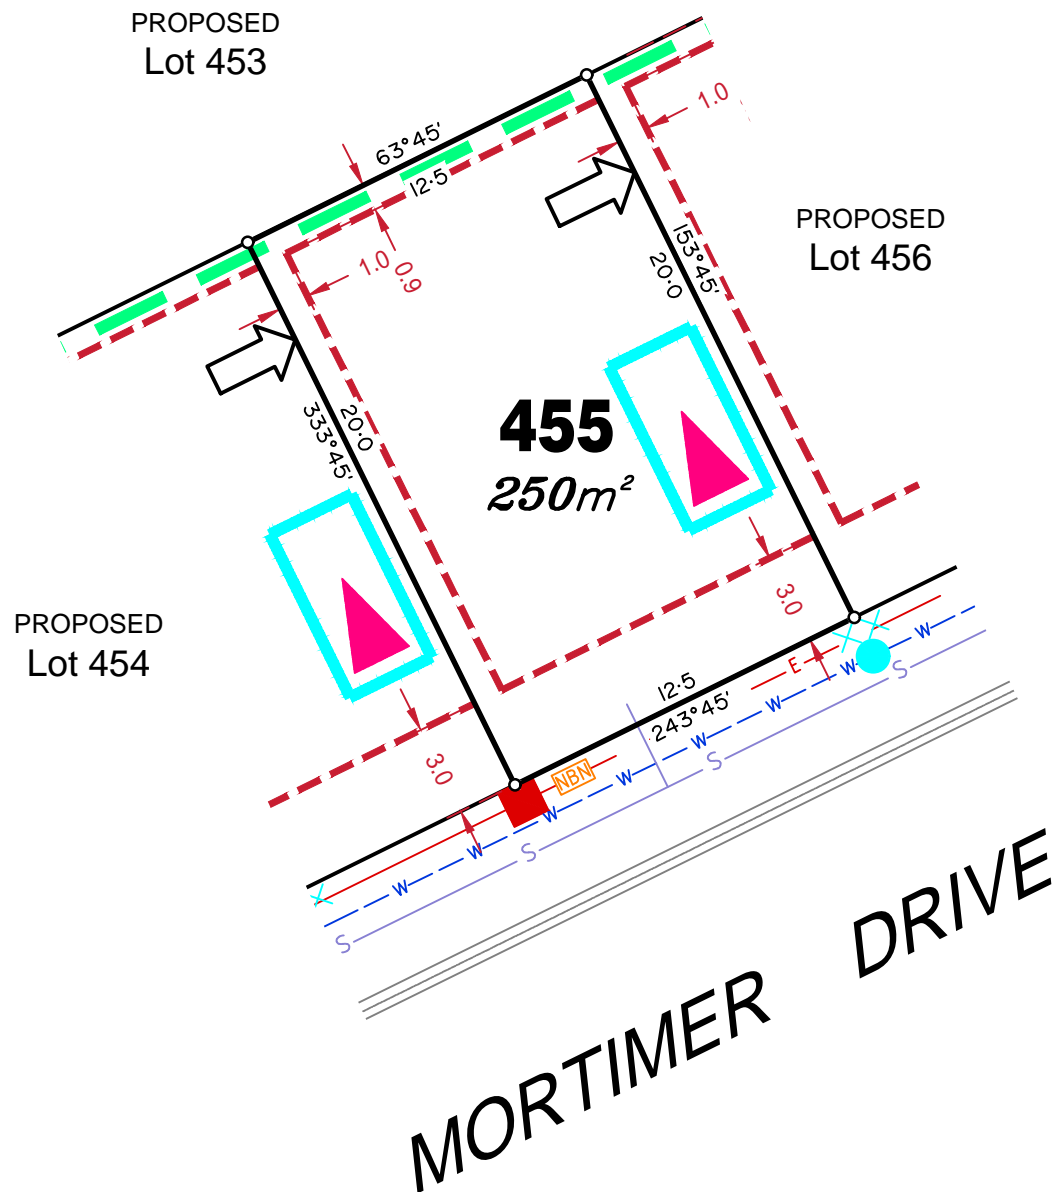 PROPOSED
Lot 453
63°45'
12·5
1.0
1.0
0.9
PROPOSED
Lot 456
153°45'
20·0
333°45'
20·0
455
250m²
PROPOSED
Lot 454
3.0
3.0
12·5
243°45'
E
NBN
W
W
W
W
W
W
W
W
S
S
S
S
MORTIMER DRIVE